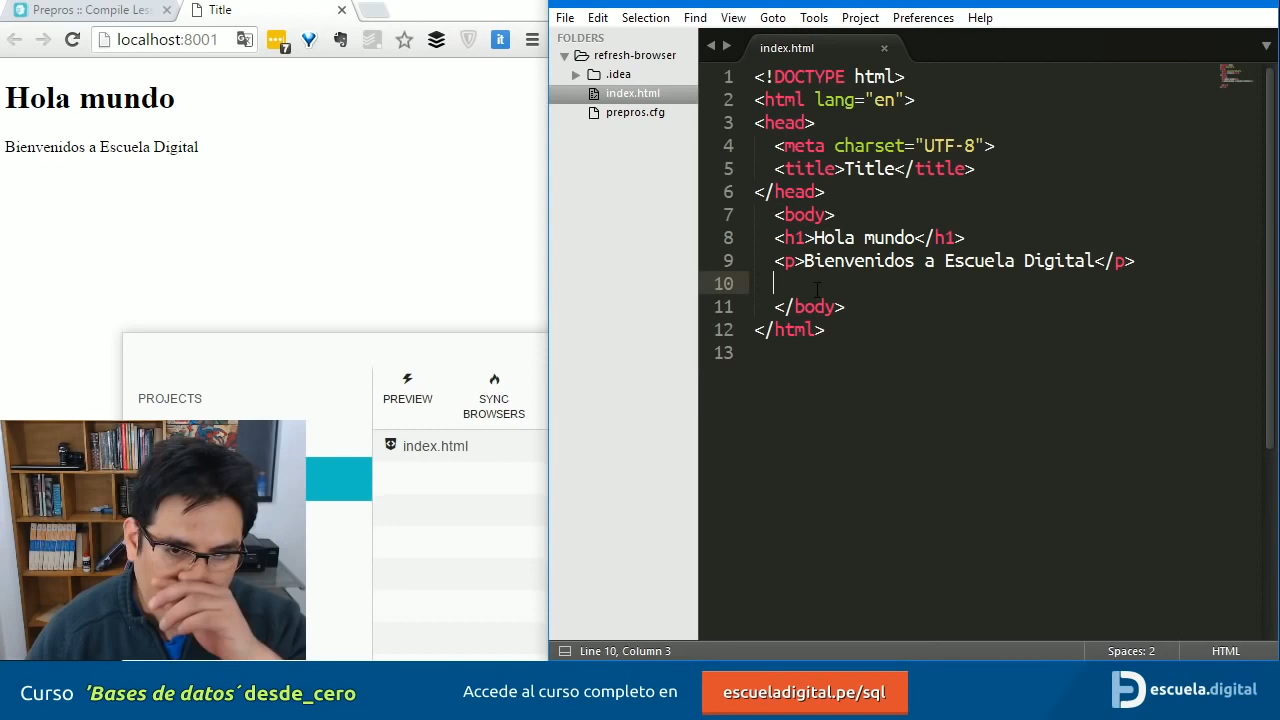 Prepros :: Compile Less
Title
localhost:8001
7
it
Hola mundo
Bienvenidos a Escuela Digital
PROJECTS
PREVIEW
SYNC
BROWSERS
index.html
File Edit Selection Find View Goto Tools Project Preferences Help
FOLDERS
refresh-browser
.idea
index.html
prepros.cfg
index.html
1 <!DOCTYPE html>
2 <html lang="en">
3 <head>
4 <meta charset="UTF-8">
5 <title>Title</title>
6 </head>
7 <body>
8 <h1>Hola mundo</h1>
9 <p>Bienvenidos a Escuela Digital</p>
10
11 </body>
12 </html>
13
Line 10, Column 3
Spaces: 2
HTML
Curso 'Bases de datos´ desde_cero
Accede al curso completo en
escueladigital.pe/sql
escuela.digital